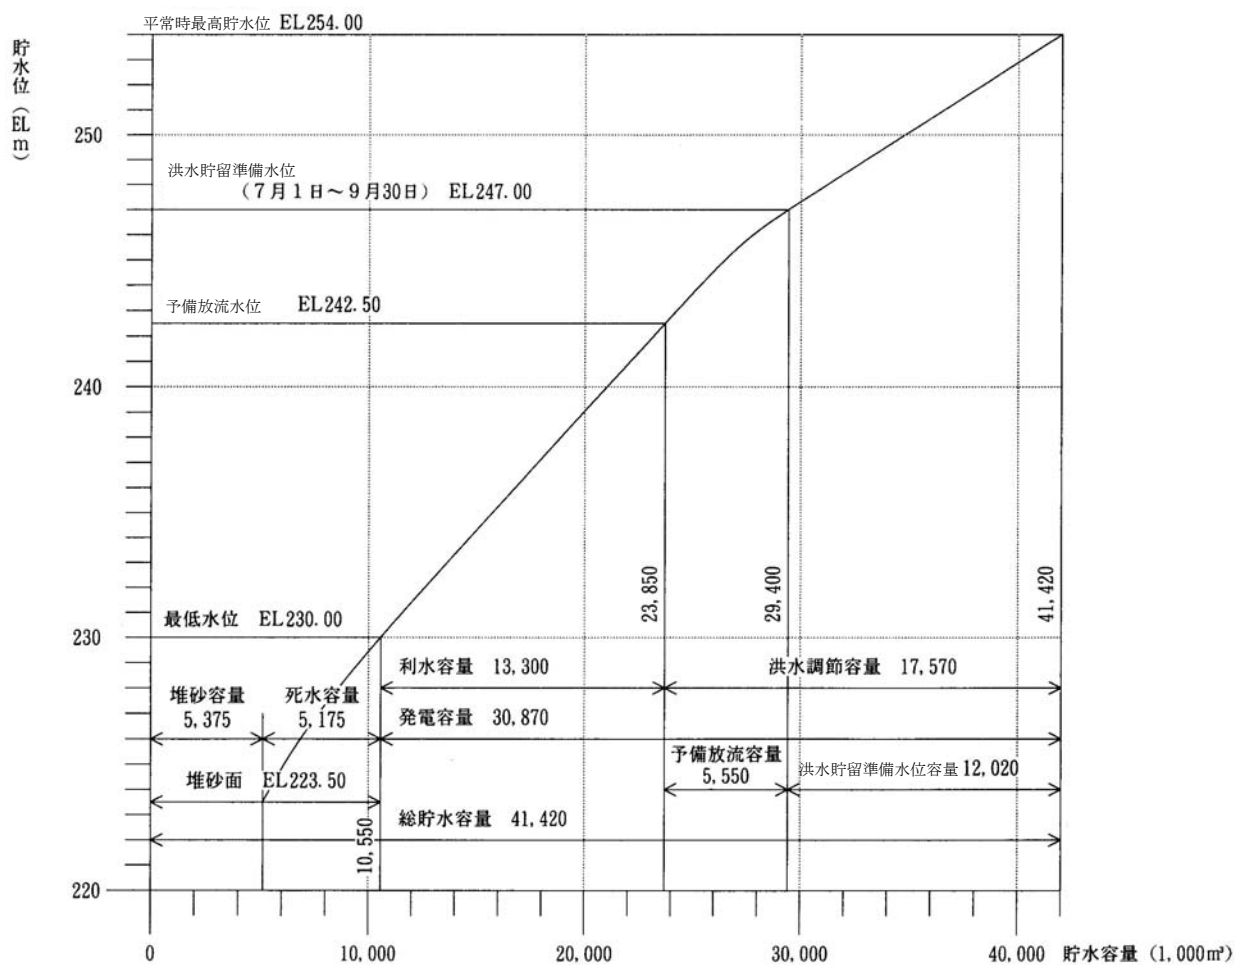 平常時最高貯水位 EL254.00
貯水位(ELm)
250
洪水貯留準備水位
(7月1日～9月30日) EL247.00
予備放流水位 EL242.50
240
23,850
29,400
41,420
最低水位 EL230.00
230
利水容量 13,300
洪水調節容量 17,570
堆砂容量
5,375
死水容量
5,175
発電容量 30,870
予備放流容量
5,550
洪水貯留準備水位容量 12,020
堆砂面 EL223.50
総貯水容量 41,420
10,550
220
0
10,000
20,000
30,000
40,000
貯水容量 (1,000㎥)